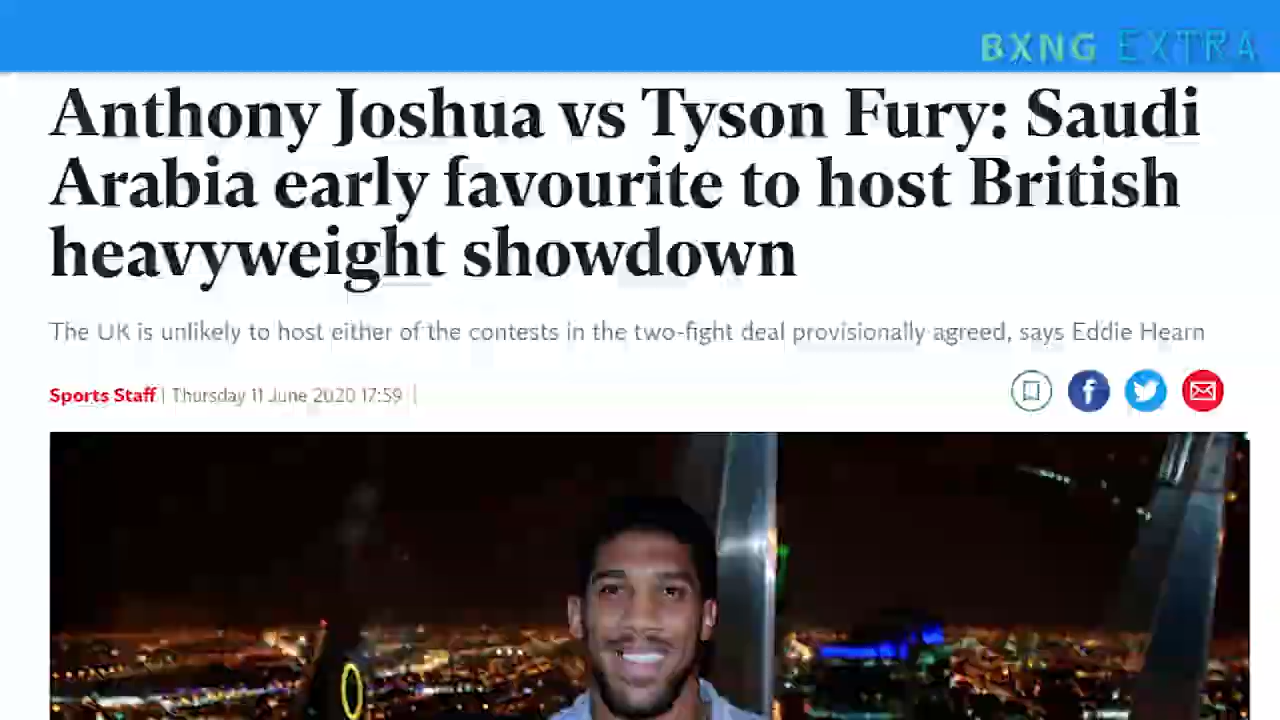 BXNG EXTRA
Anthony Joshua vs Tyson Fury: Saudi
Arabia early favourite to host British
heavyweight showdown
The UK is unlikely to host either of the contests in the two-fight deal provisionally agreed, says Eddie Hearn
Sports Staff | Thursday 11 June 2020 17:59 |